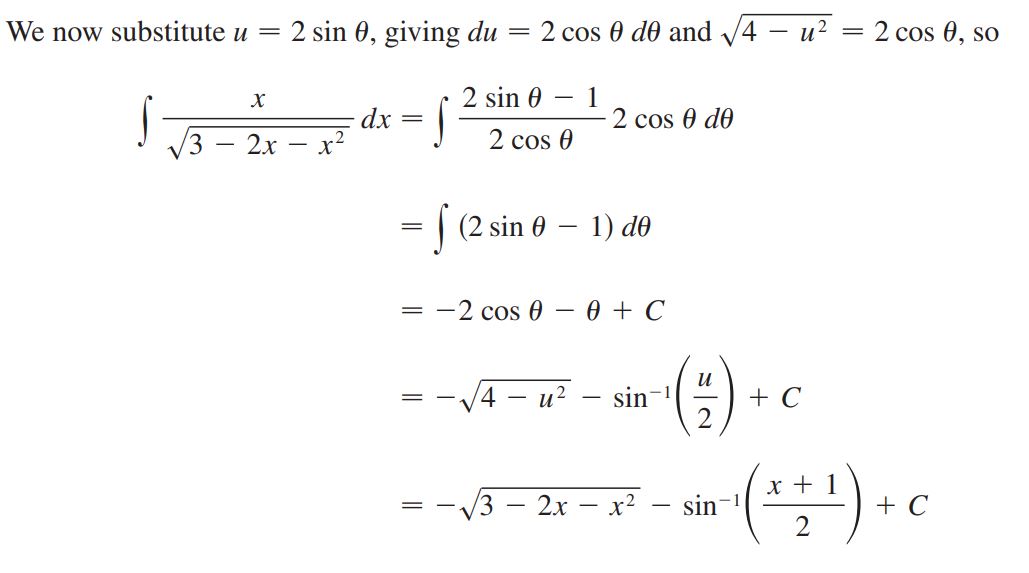 We now substitute u = 2 sin θ, giving du = 2 cos θ dθ and √(4 − u²) = 2 cos θ, so
∫ x / √(3 − 2x − x²) dx = ∫ (2 sin θ − 1) / (2 cos θ) 2 cos θ dθ
= ∫ (2 sin θ − 1) dθ
= −2 cos θ − θ + C
= −√(4 − u²) − sin⁻¹(u/2) + C
= −√(3 − 2x − x²) − sin⁻¹((x + 1)/2) + C